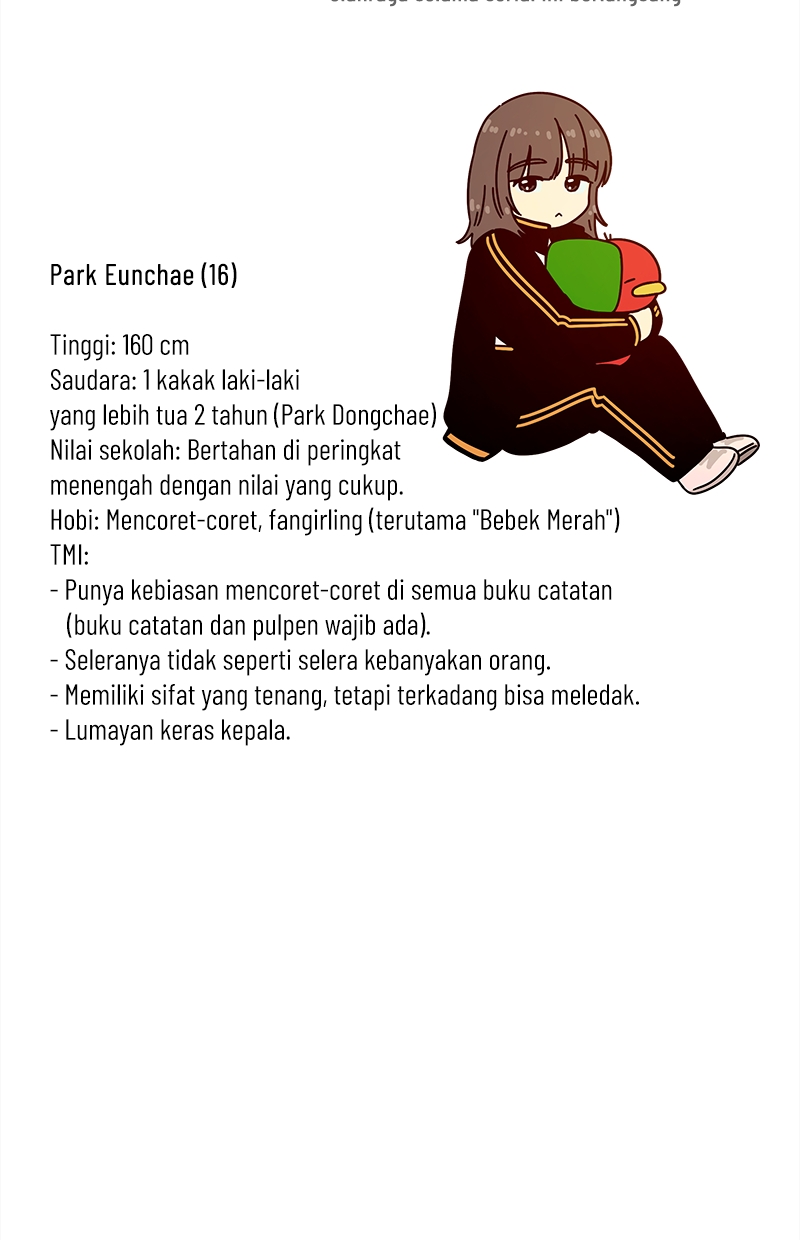 Park Eunchae (16)
Tinggi: 160 cm
Saudara: 1 kakak laki-laki
yang lebih tua 2 tahun (Park Dongchae)
Nilai sekolah: Bertahan di peringkat
menengah dengan nilai yang cukup.
Hobi: Mencoret-coret, fangirling (terutama "Bebek Merah")
TMI:
- Punya kebiasan mencoret-coret di semua buku catatan
(buku catatan dan pulpen wajib ada).
- Seleranya tidak seperti selera kebanyakan orang.
- Memiliki sifat yang tenang, tetapi terkadang bisa meledak.
- Lumayan keras kepala.